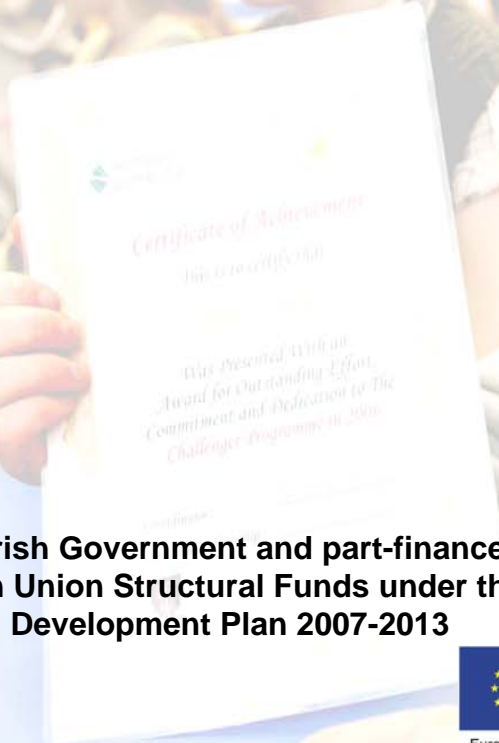 Certificate of Achievement
This is to certify that
Was Presented With an
Award for Outstanding Effort,
Commitment and Dedication to The
Challenger Programme in 2006
rish Government and part-finance
n Union Structural Funds under th
Development Plan 2007-2013